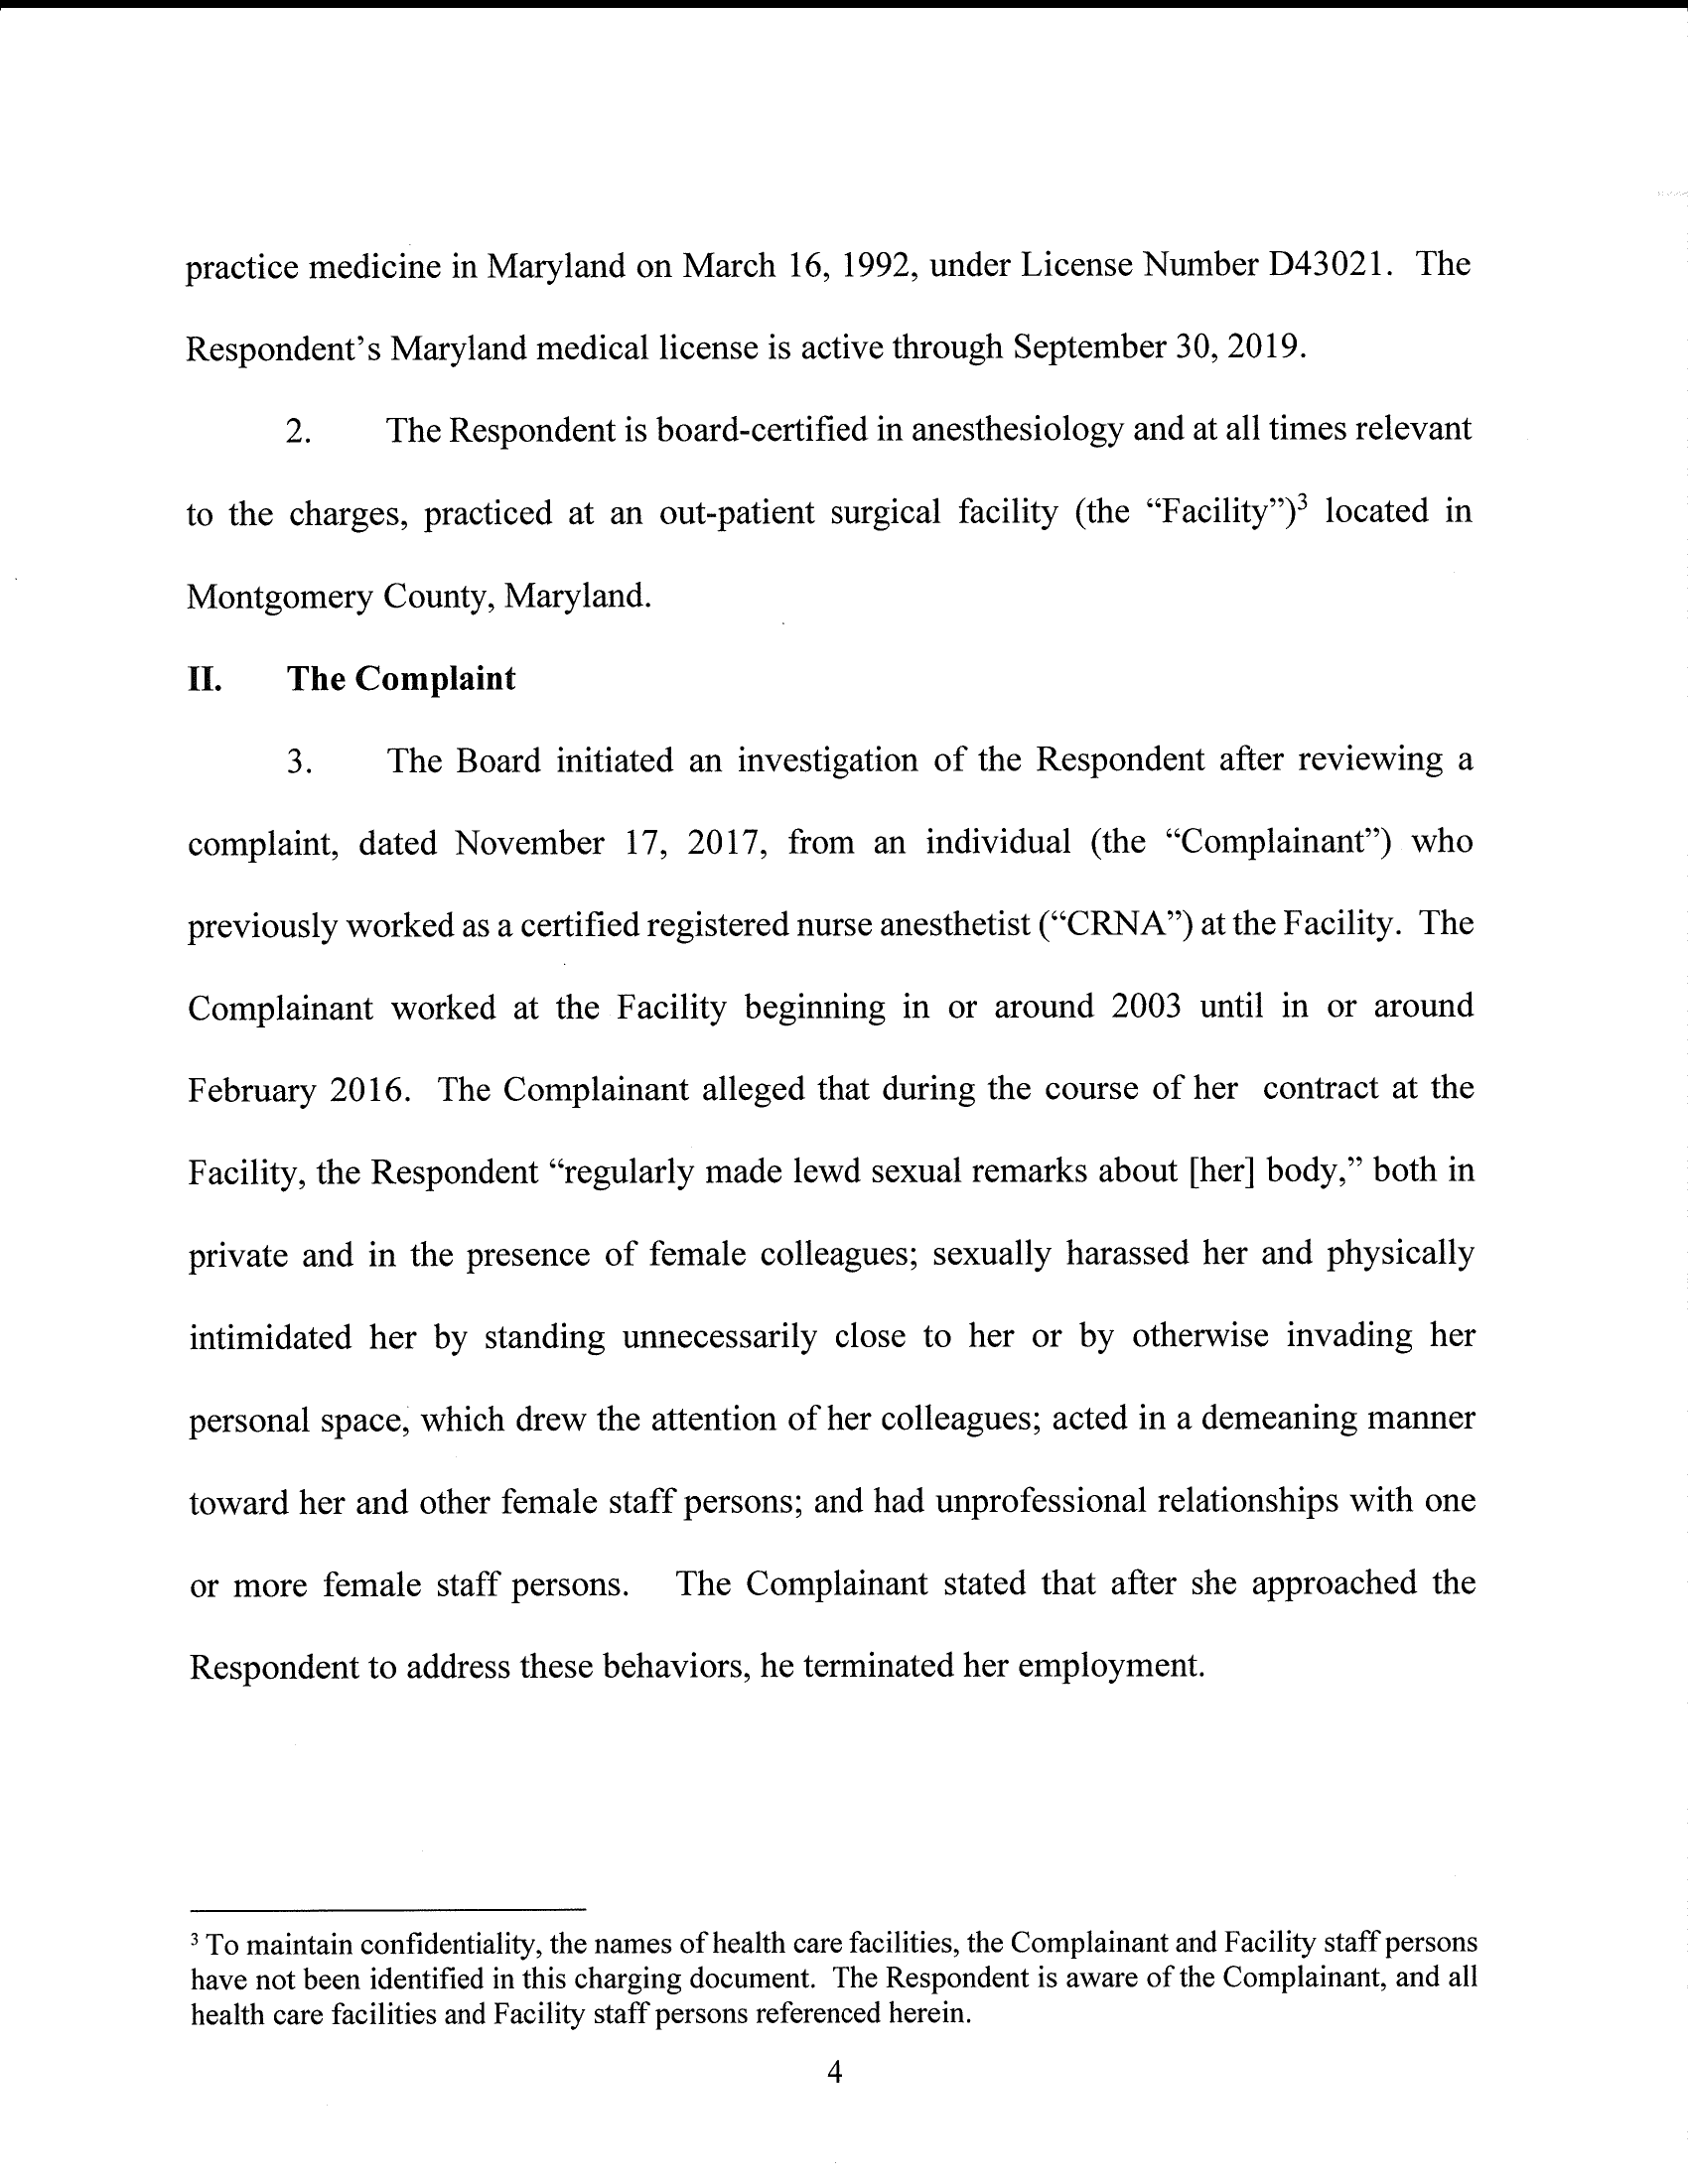 practice medicine in Maryland on March 16, 1992, under License Number D43021. The
Respondent's Maryland medical license is active through September 30, 2019.
2. The Respondent is board-certified in anesthesiology and at all times relevant
to the charges, practiced at an out-patient surgical facility (the “Facility”)³ located in
Montgomery County, Maryland.
II. The Complaint
3. The Board initiated an investigation of the Respondent after reviewing a
complaint, dated November 17, 2017, from an individual (the “Complainant”) who
previously worked as a certified registered nurse anesthetist (“CRNA”) at the Facility. The
Complainant worked at the Facility beginning in or around 2003 until in or around
February 2016. The Complainant alleged that during the course of her contract at the
Facility, the Respondent “regularly made lewd sexual remarks about [her] body,” both in
private and in the presence of female colleagues; sexually harassed her and physically
intimidated her by standing unnecessarily close to her or by otherwise invading her
personal space, which drew the attention of her colleagues; acted in a demeaning manner
toward her and other female staff persons; and had unprofessional relationships with one
or more female staff persons. The Complainant stated that after she approached the
Respondent to address these behaviors, he terminated her employment.
³ To maintain confidentiality, the names of health care facilities, the Complainant and Facility staff persons
have not been identified in this charging document. The Respondent is aware of the Complainant, and all
health care facilities and Facility staff persons referenced herein.
4